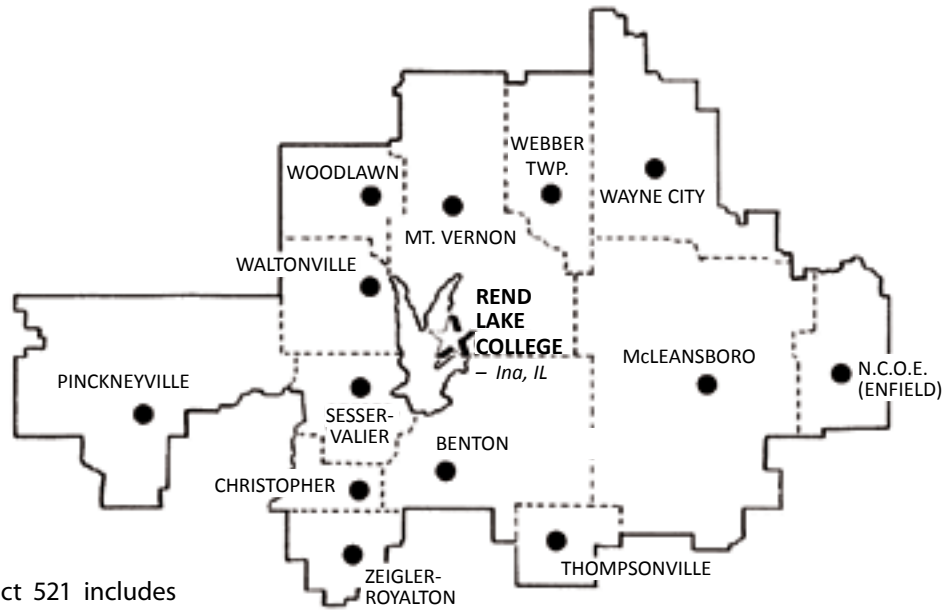 WEBBER
TWP.
WOODLAWN
WAYNE CITY
MT. VERNON
WALTONVILLE
REND
LAKE
COLLEGE
– Ina, IL
McLEANSBORO
N.C.O.E.
(ENFIELD)
PINCKNEYVILLE
SESSER-
VALIER
BENTON
CHRISTOPHER
THOMPSONVILLE
ZEIGLER-
ROYALTON
ct 521 includes